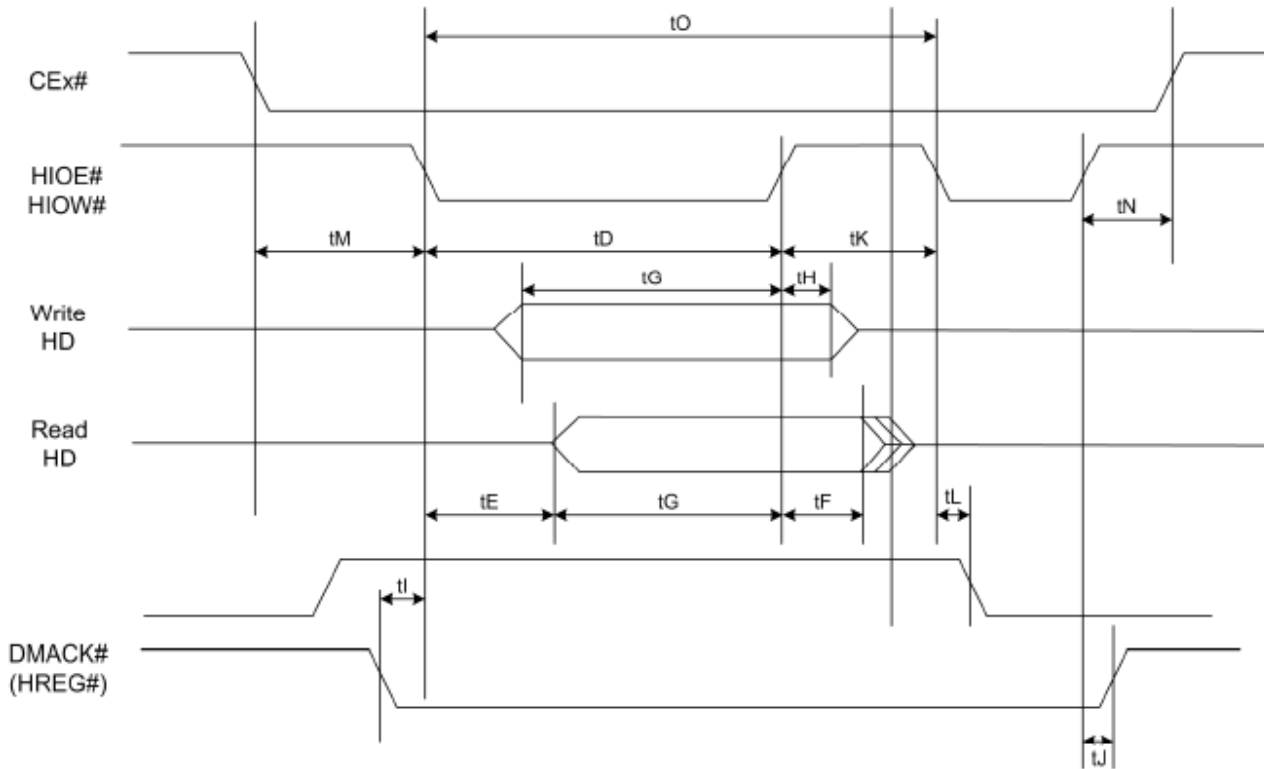 tO
CEx#
HIOE#
HIOW#
tM
tD
tK
tN
tG
tH
Write
HD
Read
HD
tE
tG
tF
tL
tI
DMACK#
(HREG#)
tJ